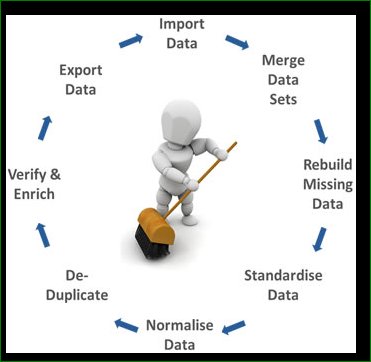 Import
Data
Merge
Data
Sets
Rebuild
Missing
Data
Standardise
Data
Normalise
Data
De-
Duplicate
Verify &
Enrich
Export
Data